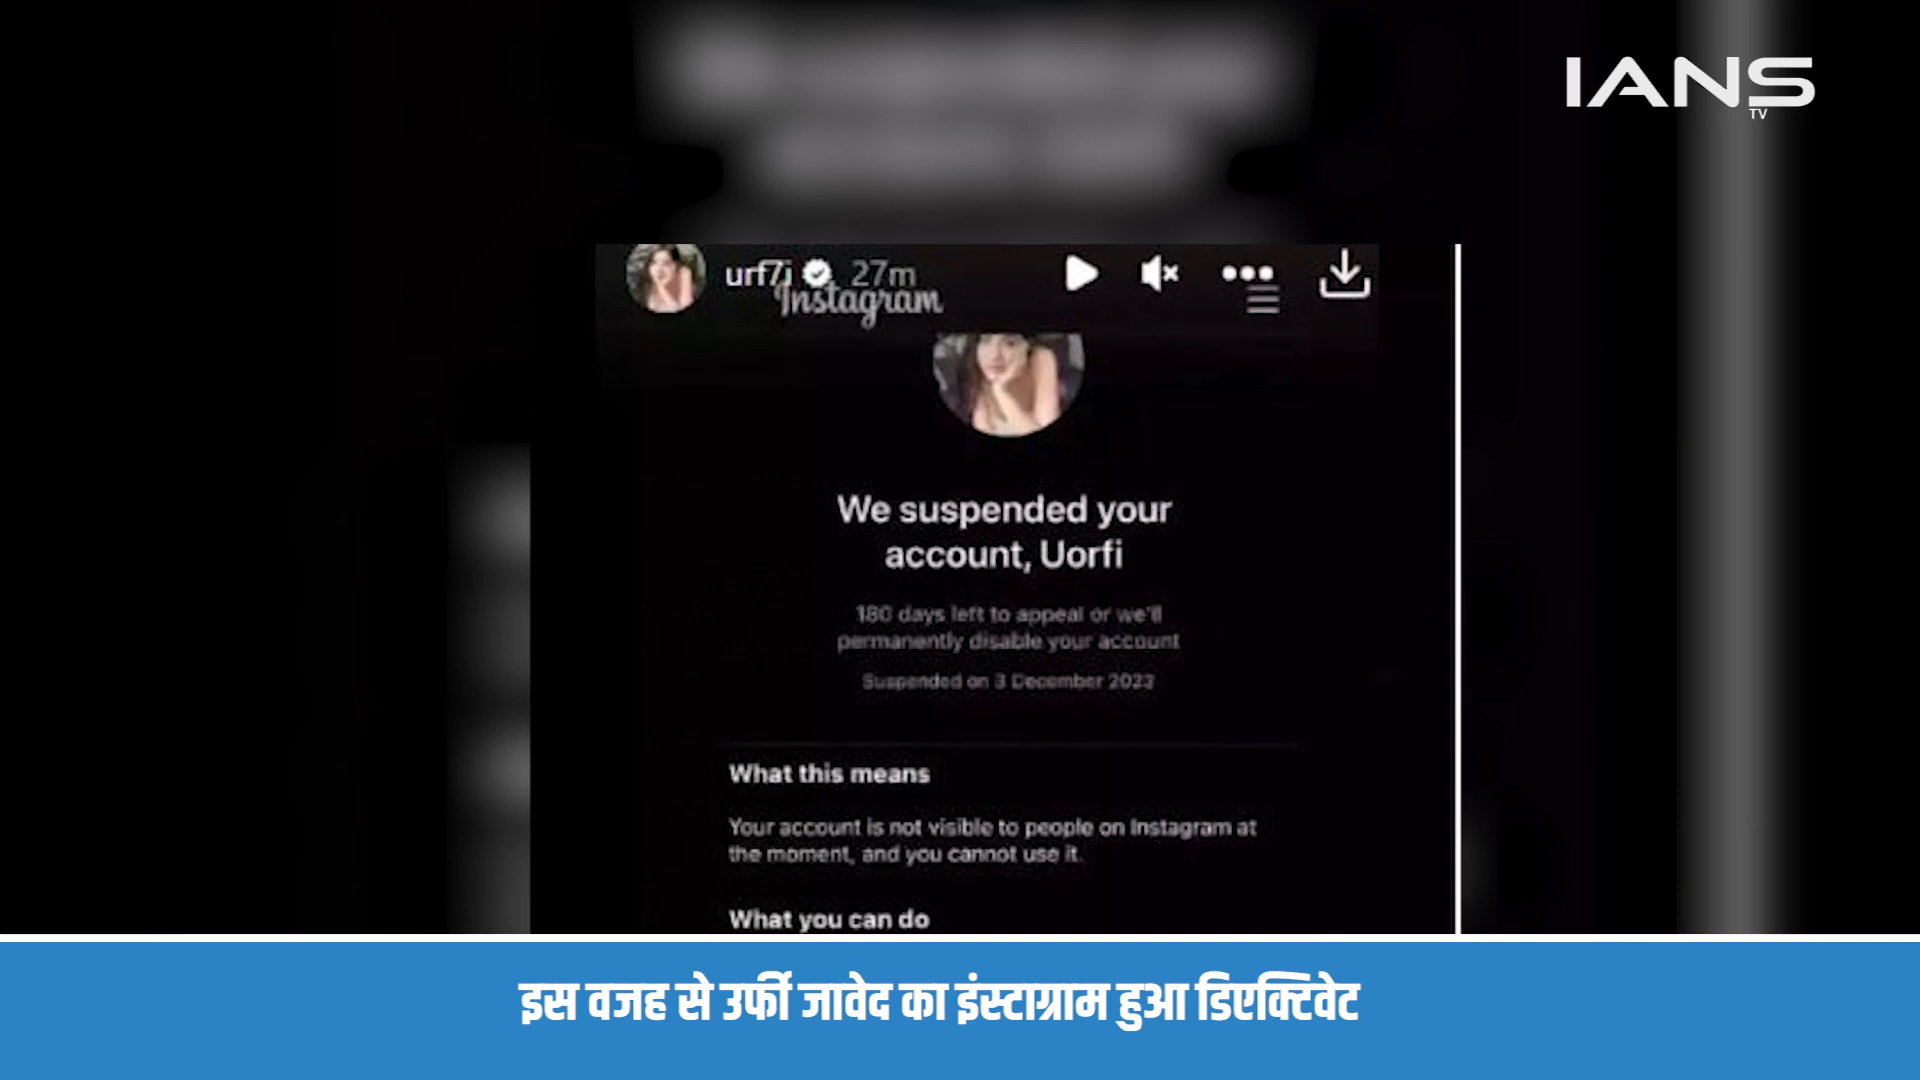 IANS
TV
urf7i 27m
Instagram
We suspended your
account, Uorfi
180 days left to appeal or we'll
permanently disable your account
Suspended on 3 December 2023
What this means
Your account is not visible to people on Instagram at
the moment, and you cannot use it.
What you can do
इस वजह से उर्फी जावेद का इंस्टाग्राम हुआ डिएक्टिवेट